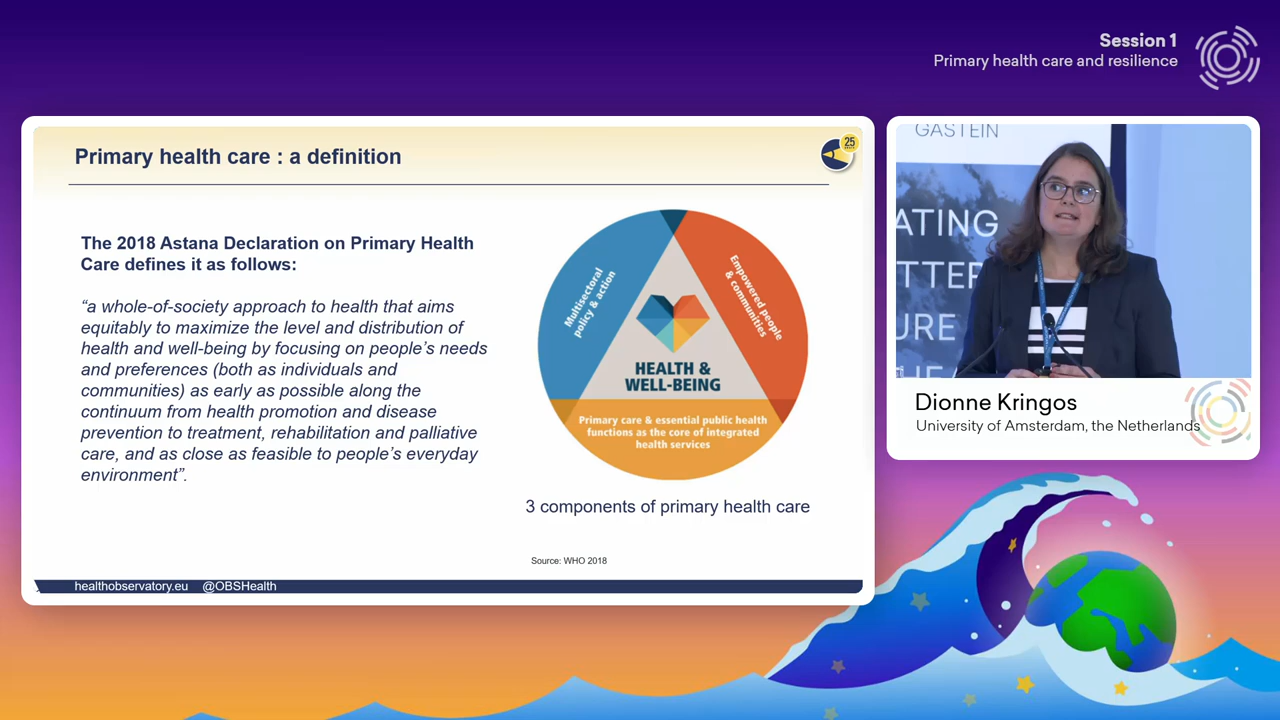 Session 1
Primary health care and resilience
Primary health care : a definition
25
The 2018 Astana Declaration on Primary Health
Care defines it as follows:
“a whole-of-society approach to health that aims
equitably to maximize the level and distribution of
health and well-being by focusing on people’s needs
and preferences (both as individuals and
communities) as early as possible along the
continuum from health promotion and disease
prevention to treatment, rehabilitation and palliative
care, and as close as feasible to people’s everyday
environment”.
Multisectoral
policy & action
Empowered people
& communities
HEALTH &
WELL-BEING
Primary care & essential public health
functions as the core of integrated
health services
3 components of primary health care
Source: WHO 2018
healthobservatory.eu @OBSHealth
GASTEIN
ATING
TTER
URE
HEA
Dionne Kringos
University of Amsterdam, the Netherlands